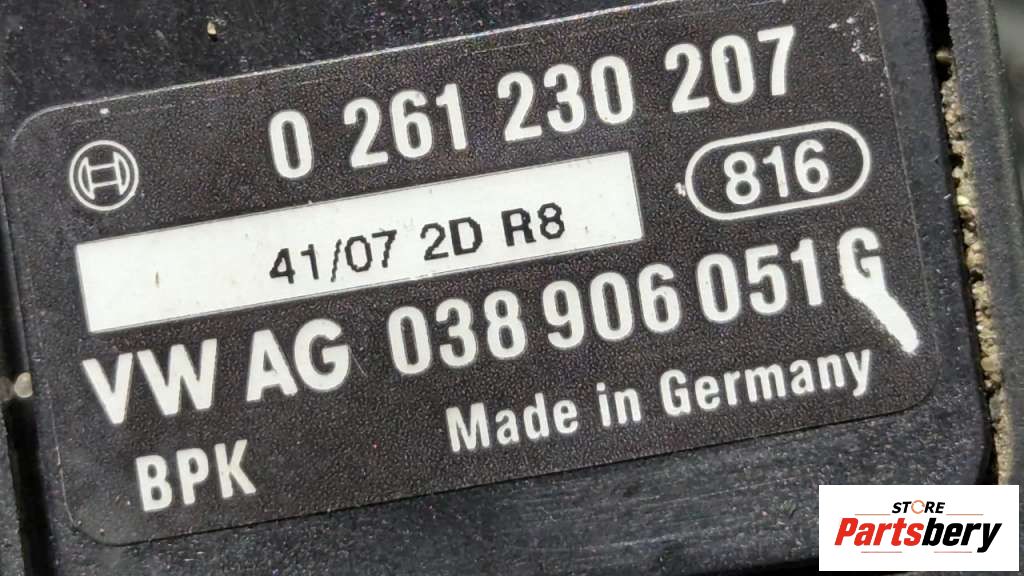 0 261 230 207
816
41/07 2D R8
VW AG 038 906 051 G
Made in Germany
BPK
STORE
Partsbery